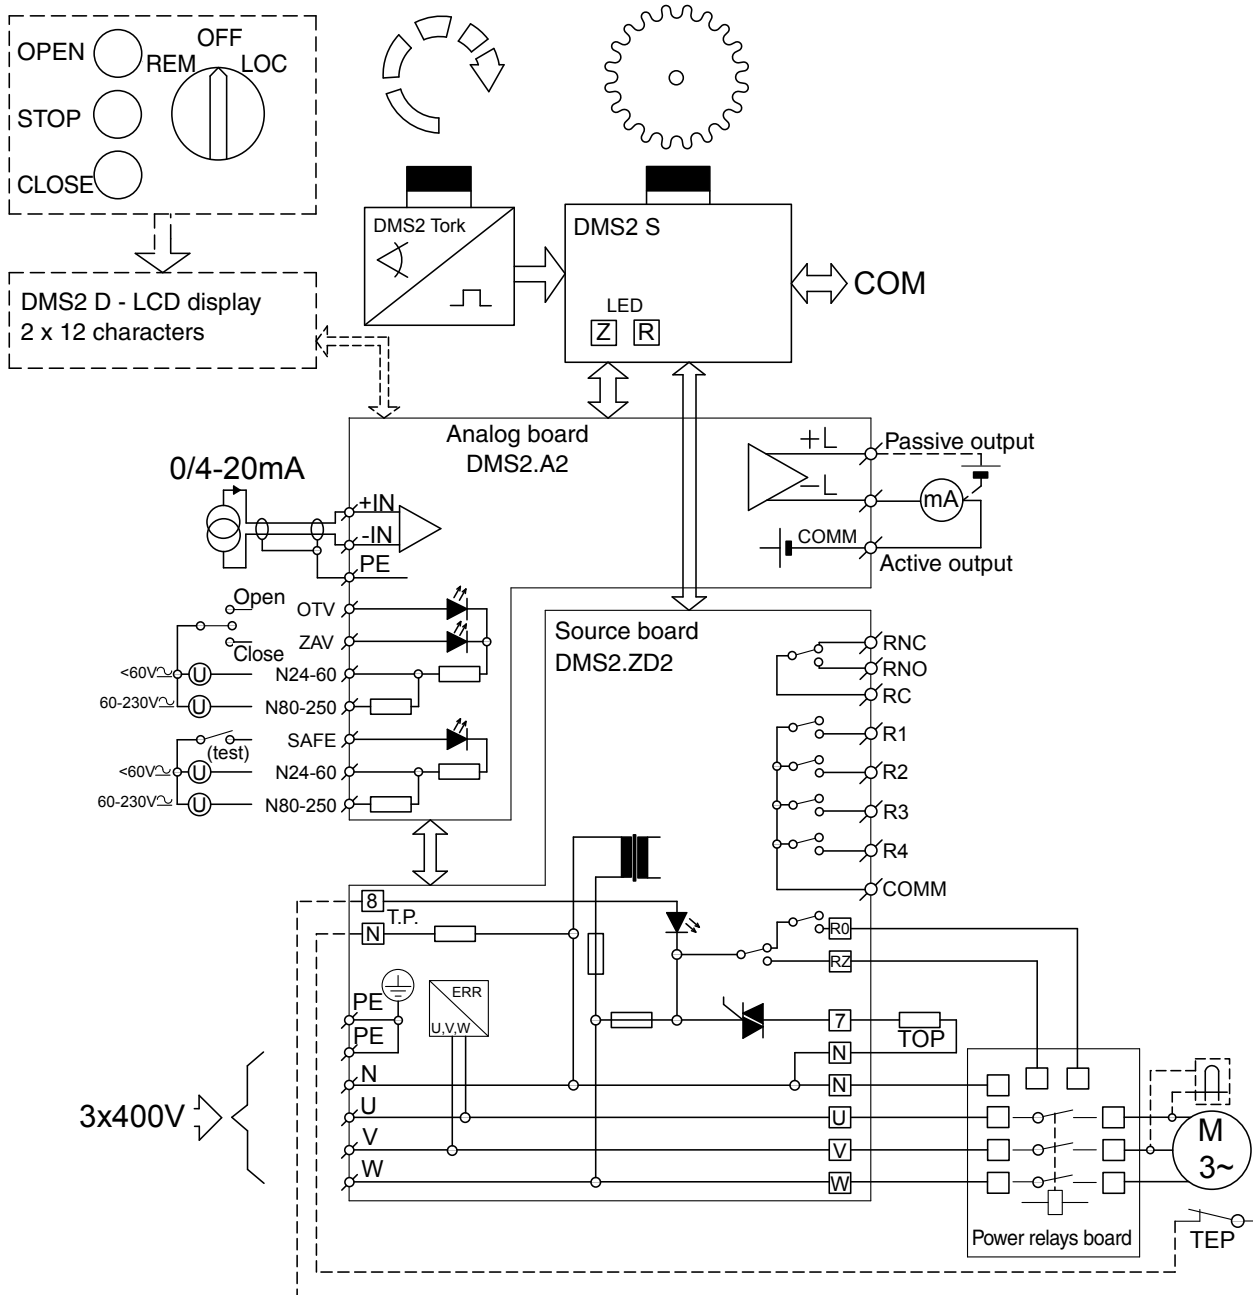 OPEN
STOP
CLOSE
OFF
REM
LOC
DMS2 D - LCD display
2 x 12 characters
DMS2 Tork
DMS2 S
LED
Z
R
COM
Analog board
DMS2.A2
0/4-20mA
+IN
-IN
PE
+L
-L
Passive output
mA
COMM
Active output
Open
Close
OTV
ZAV
<60V
U
N24-60
60-230V
U
N80-250
SAFE
(test)
<60V
U
N24-60
60-230V
U
N80-250
Source board
DMS2.ZD2
RNC
RNO
RC
R1
R2
R3
R4
COMM
8
T.P.
N
R0
RZ
PE
PE
ERR
U,V,W
7
TOP
N
N
N
U
U
V
V
W
W
3x400V
M
3~
Power relays board
TEP